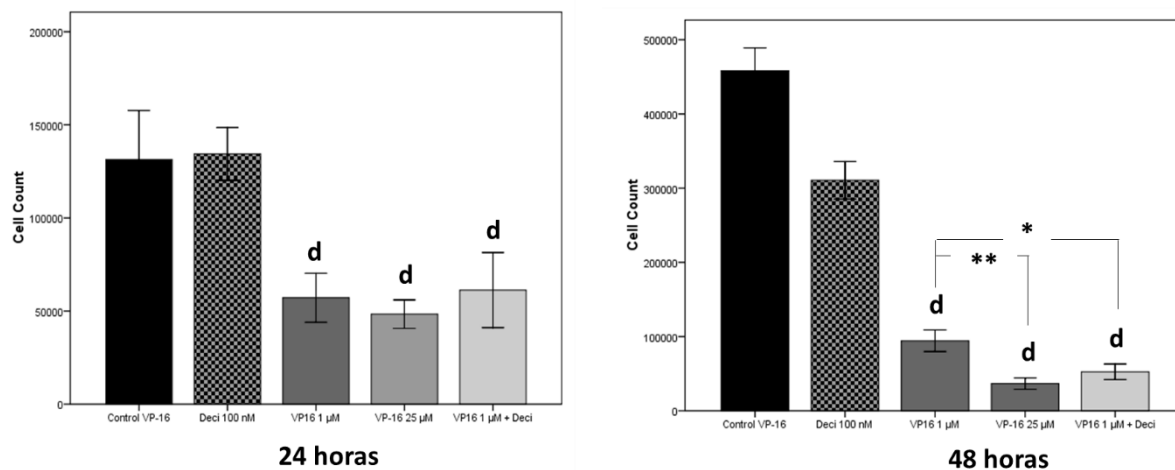 200000
150000
100000
50000
0
Cell Count
d
d
d
Control VP-16
Deci 100 nM
VP16 1 µM
VP-16 25 µM
VP16 1 µM + Deci
24 horas
500000
400000
300000
200000
100000
0
Cell Count
*
**
d
d
d
Control VP-16
Deci 100 nM
VP16 1 µM
VP-16 25 µM
VP16 1 µM + Deci
48 horas